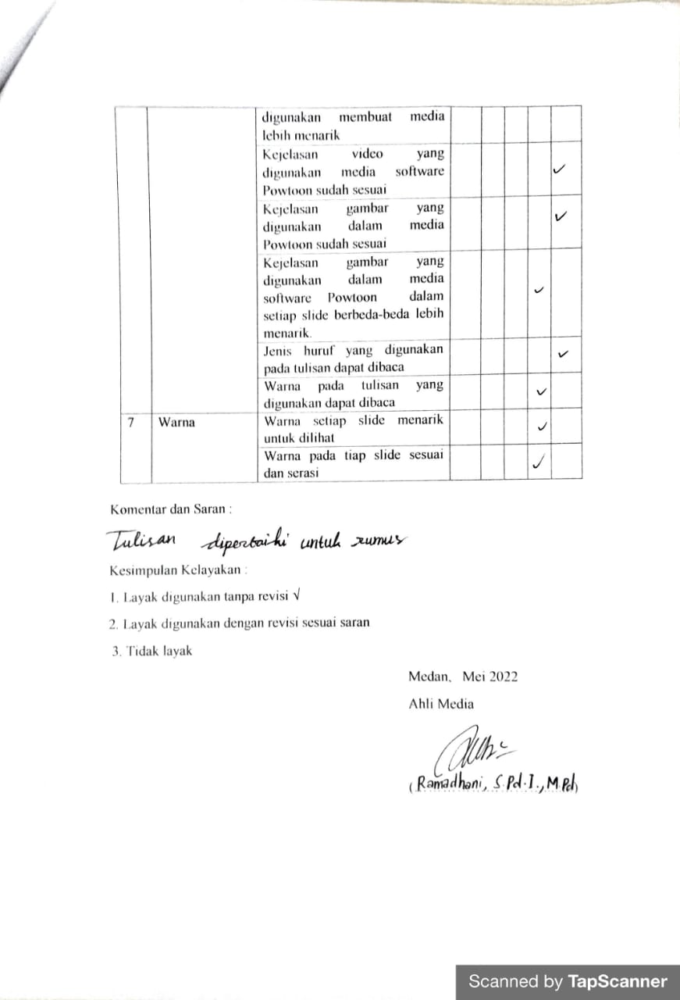 digunakan membuat media
lebih menarik
Kejelasan video yang
digunakan media software
Powtoon sudah sesuai
✓
Kejelasan gambar yang
digunakan dalam media
Powtoon sudah sesuai
✓
Kejelasan gambar yang
digunakan dalam media
software Powtoon dalam
setiap slide berbeda-beda lebih
menarik.
✓
Jenis huruf yang digunakan
pada tulisan dapat dibaca
✓
Warna pada tulisan yang
digunakan dapat dibaca
✓
7 Warna
Warna setiap slide menarik
untuk dilihat
✓
Warna pada tiap slide sesuai
dan serasi
✓
Komentar dan Saran :
Tulisan diperbaiki untuk rumus
Kesimpulan Kelayakan :
1. Layak digunakan tanpa revisi √
2. Layak digunakan dengan revisi sesuai saran
3. Tidak layak
Medan, Mei 2022
Ahli Media
(Ramadhani, S.Pd.I., M.Pd)
Scanned by TapScanner